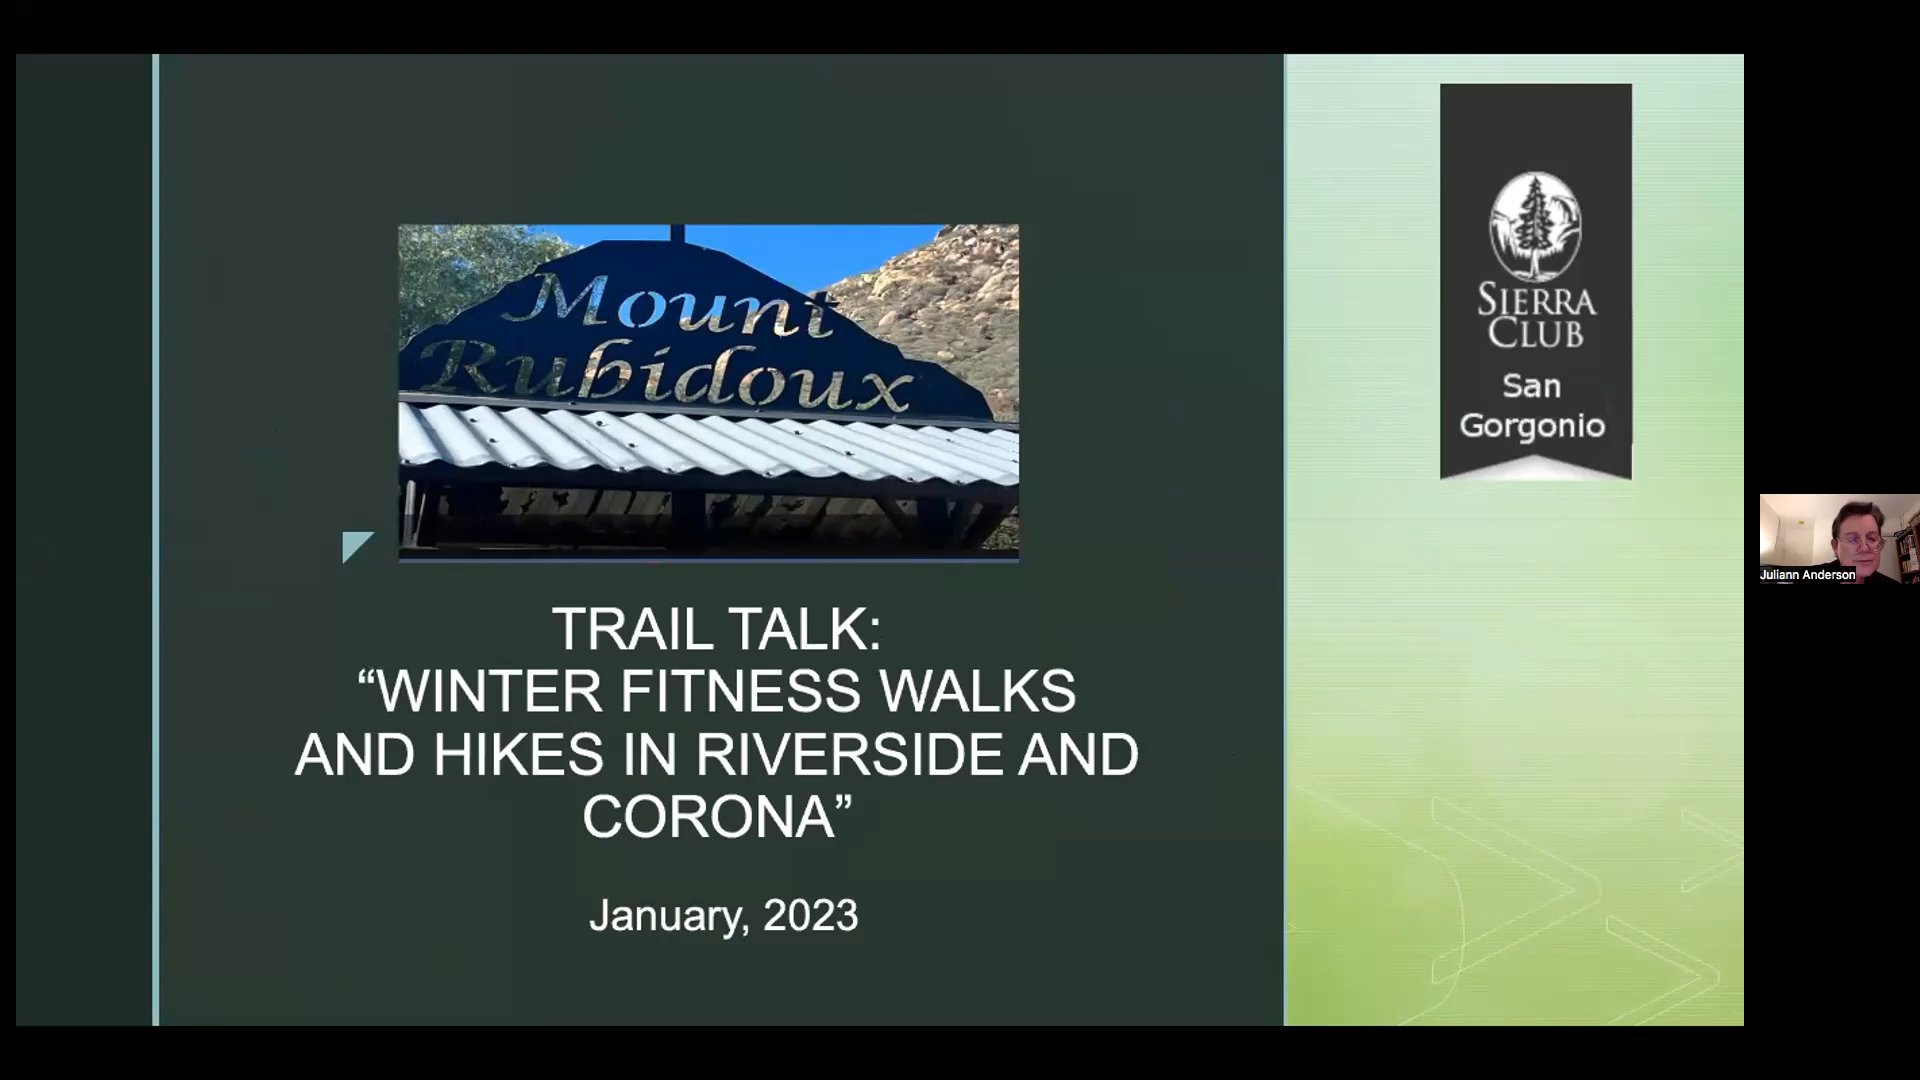 Mount
Rubidoux
TRAIL TALK:
“WINTER FITNESS WALKS
AND HIKES IN RIVERSIDE AND
CORONA”
January, 2023
SIERRA
CLUB
San
Gorgonio
Juliann Anderson